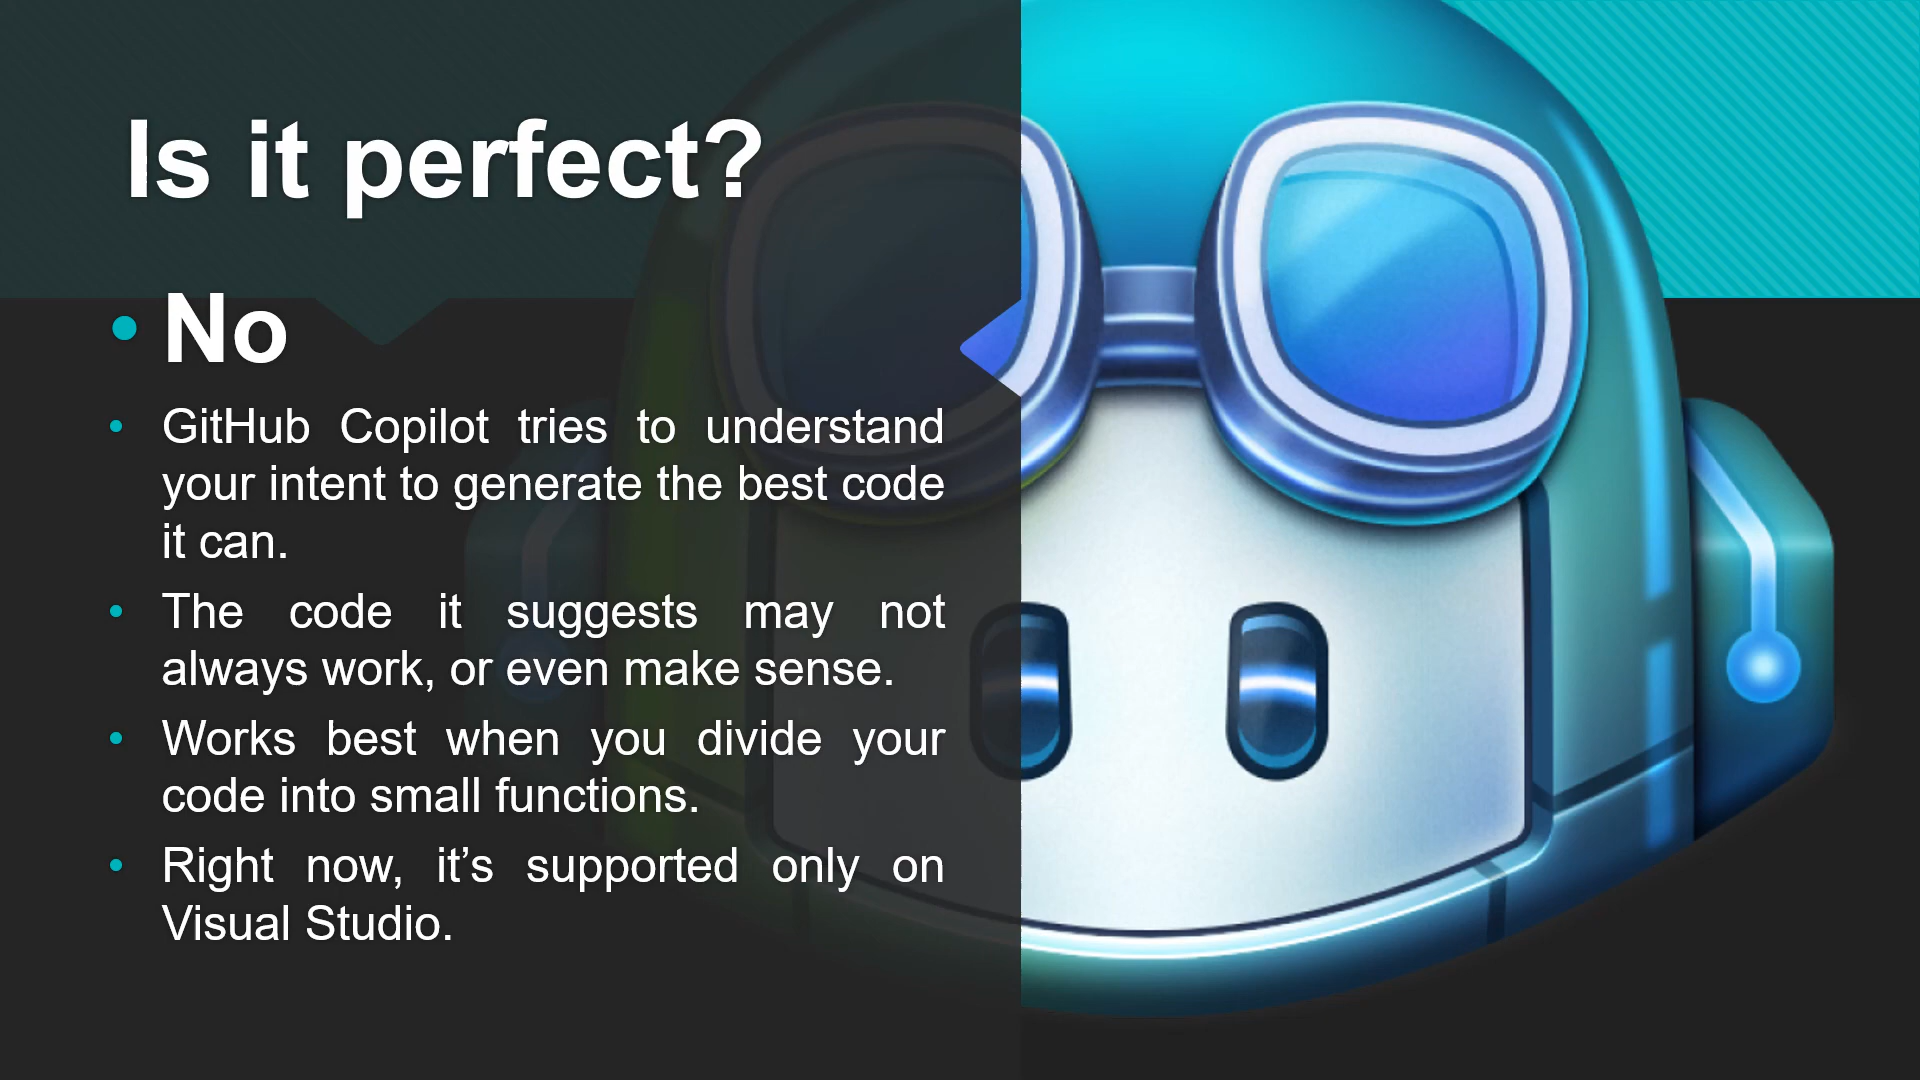 Is it perfect?
• No
• GitHub Copilot tries to understand
your intent to generate the best code
it can.
• The code it suggests may not
always work, or even make sense.
• Works best when you divide your
code into small functions.
• Right now, it’s supported only on
Visual Studio.